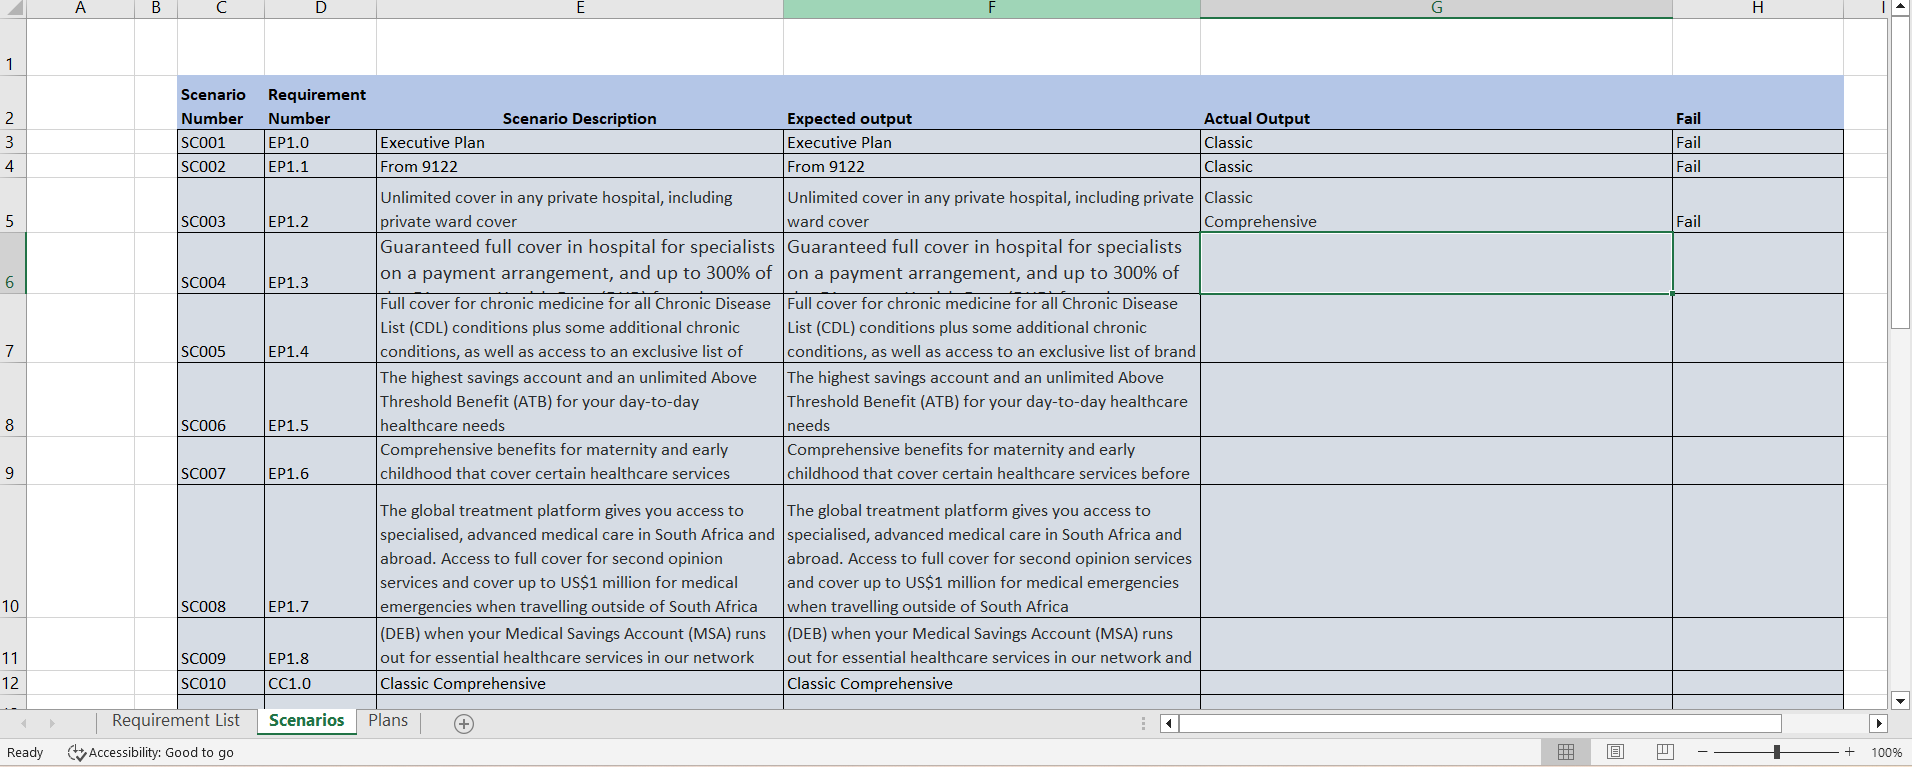 A B C D E F G H I
1
Scenario Requirement
2 Number Number Scenario Description Expected output Actual Output Fail
3 SC001 EP1.0 Executive Plan Executive Plan Classic Fail
4 SC002 EP1.1 From 9122 From 9122 Classic Fail
Unlimited cover in any private hospital, including Unlimited cover in any private hospital, including private Classic
5 SC003 EP1.2 private ward cover ward cover Comprehensive Fail
Guaranteed full cover in hospital for specialists Guaranteed full cover in hospital for specialists
6 SC004 EP1.3 on a payment arrangement, and up to 300% of on a payment arrangement, and up to 300% of
Full cover for chronic medicine for all Chronic Disease Full cover for chronic medicine for all Chronic Disease
List (CDL) conditions plus some additional chronic List (CDL) conditions plus some additional chronic
7 SC005 EP1.4 conditions, as well as access to an exclusive list of conditions, as well as access to an exclusive list of brand
The highest savings account and an unlimited Above The highest savings account and an unlimited Above
Threshold Benefit (ATB) for your day-to-day Threshold Benefit (ATB) for your day-to-day healthcare
8 SC006 EP1.5 healthcare needs needs
Comprehensive benefits for maternity and early Comprehensive benefits for maternity and early
9 SC007 EP1.6 childhood that cover certain healthcare services childhood that cover certain healthcare services before
The global treatment platform gives you access to The global treatment platform gives you access to
specialised, advanced medical care in South Africa and specialised, advanced medical care in South Africa and
abroad. Access to full cover for second opinion abroad. Access to full cover for second opinion services
services and cover up to US$1 million for medical and cover up to US$1 million for medical emergencies
10 SC008 EP1.7 emergencies when travelling outside of South Africa when travelling outside of South Africa
(DEB) when your Medical Savings Account (MSA) runs (DEB) when your Medical Savings Account (MSA) runs
11 SC009 EP1.8 out for essential healthcare services in our network out for essential healthcare services in our network and
12 SC010 CC1.0 Classic Comprehensive Classic Comprehensive
Requirement List Scenarios Plans
Ready Accessibility: Good to go 100%